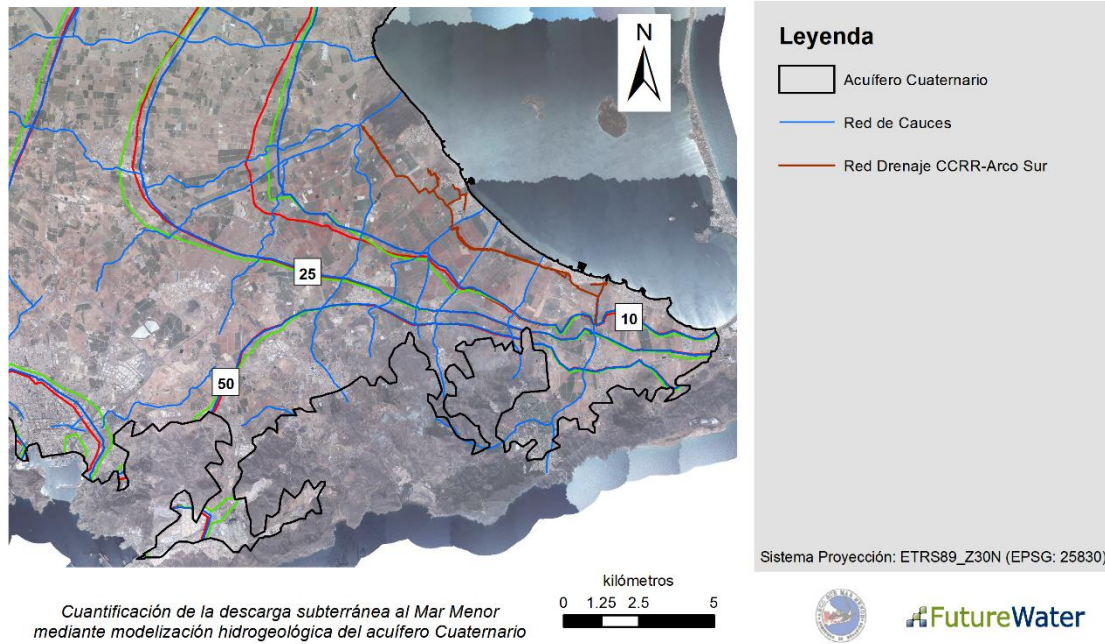 N
25
10
50
Leyenda
Acuífero Cuaternario
Red de Cauces
Red Drenaje CCRR-Arco Sur
Sistema Proyección: ETRS89_Z30N (EPSG: 25830)
Cuantificación de la descarga subterránea al Mar Menor
mediante modelización hidrogeológica del acuífero Cuaternario
kilómetros
0 1.25 2.5 5
FutureWater